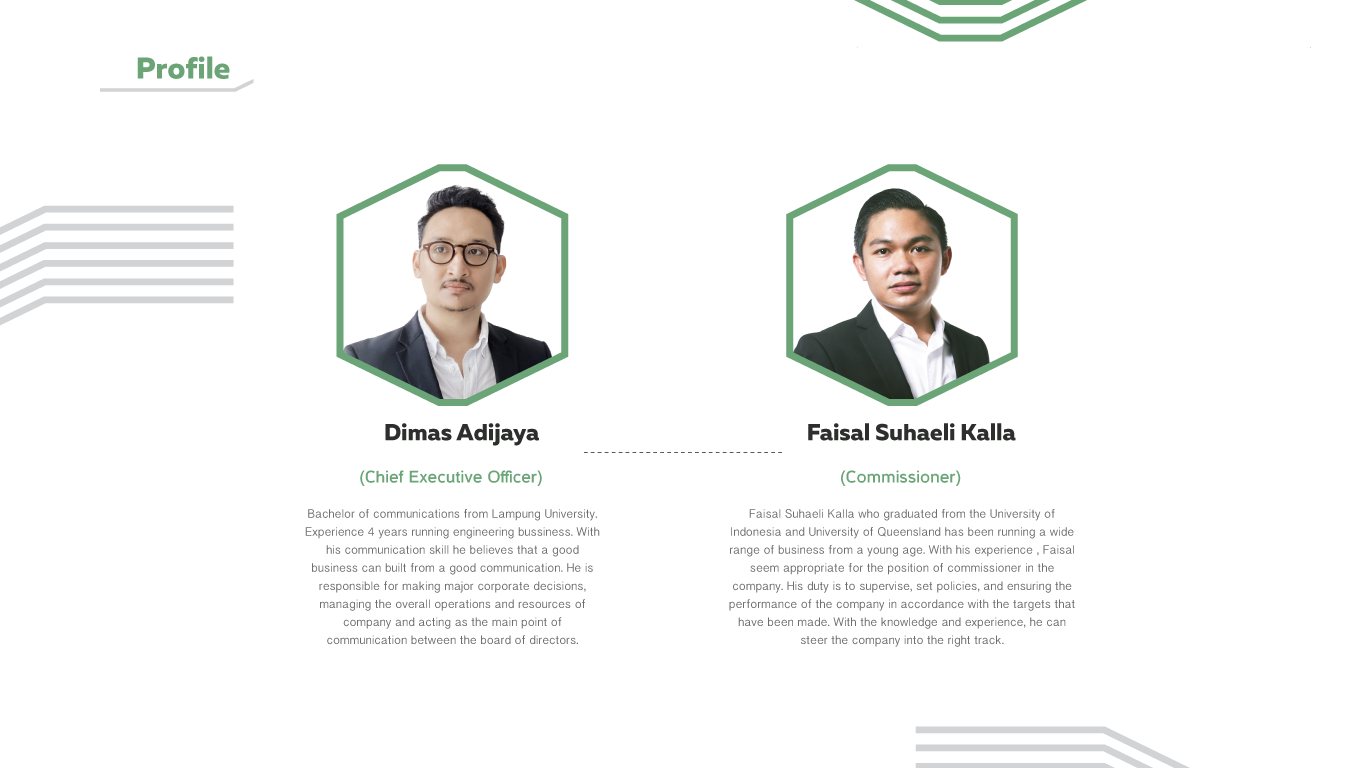 Profile
Dimas Adijaya
(Chief Executive Officer)
Bachelor of communications from Lampung University.
Experience 4 years running engineering bussiness. With
his communication skill he believes that a good
business can built from a good communication. He is
responsible for making major corporate decisions,
managing the overall operations and resources of
company and acting as the main point of
communication between the board of directors.
Faisal Suhaeli Kalla
(Commissioner)
Faisal Suhaeli Kalla who graduated from the University of
Indonesia and University of Queensland has been running a wide
range of business from a young age. With his experience , Faisal
seem appropriate for the position of commissioner in the
company. His duty is to supervise, set policies, and ensuring the
performance of the company in accordance with the targets that
have been made. With the knowledge and experience, he can
steer the company into the right track.